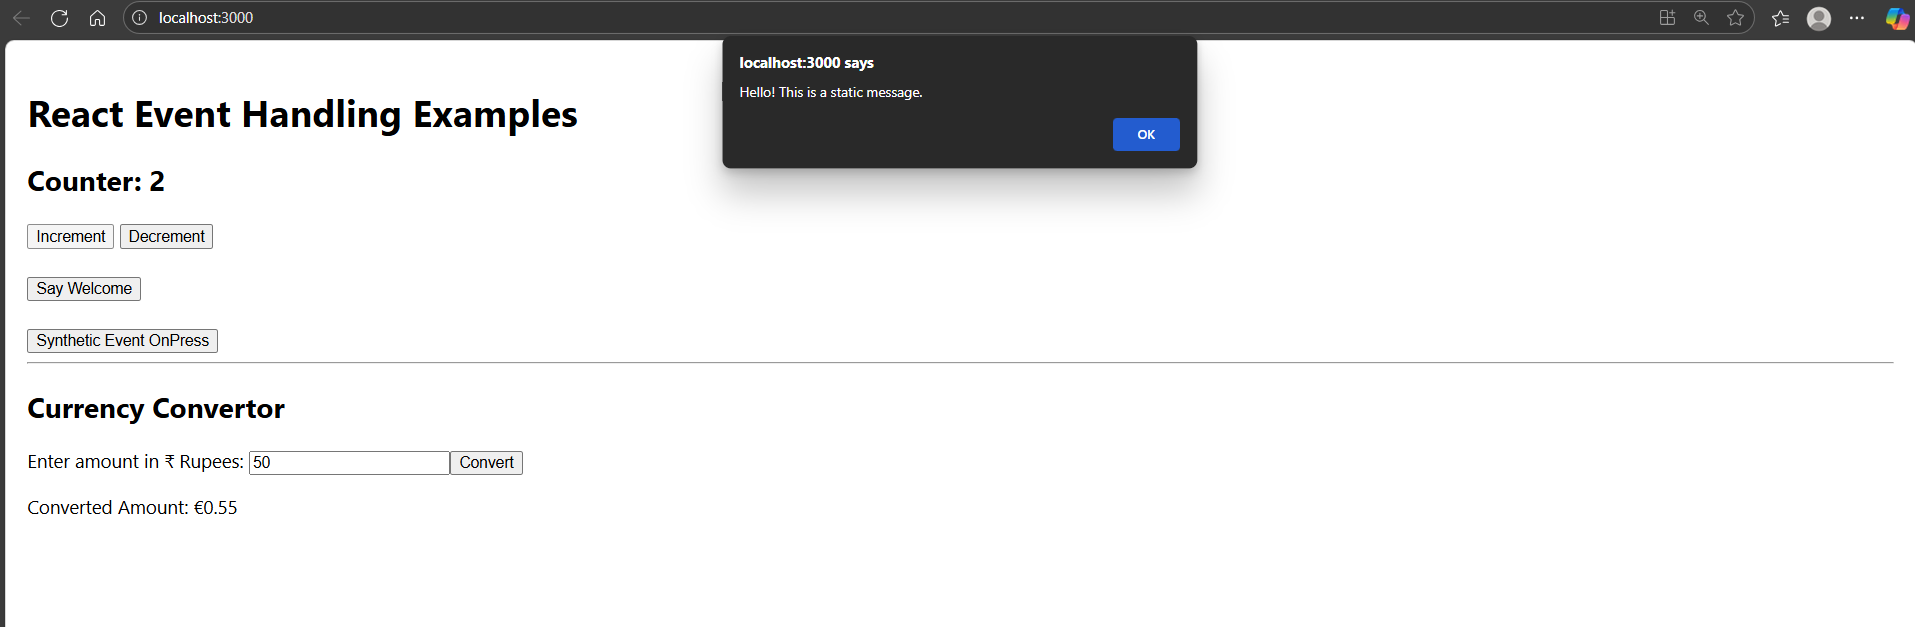 localhost:3000
localhost:3000 says
Hello! This is a static message.
OK
React Event Handling Examples
Counter: 2
Increment Decrement
Say Welcome
Synthetic Event OnPress
Currency Convertor
Enter amount in ₹ Rupees: 50 Convert
Converted Amount: €0.55